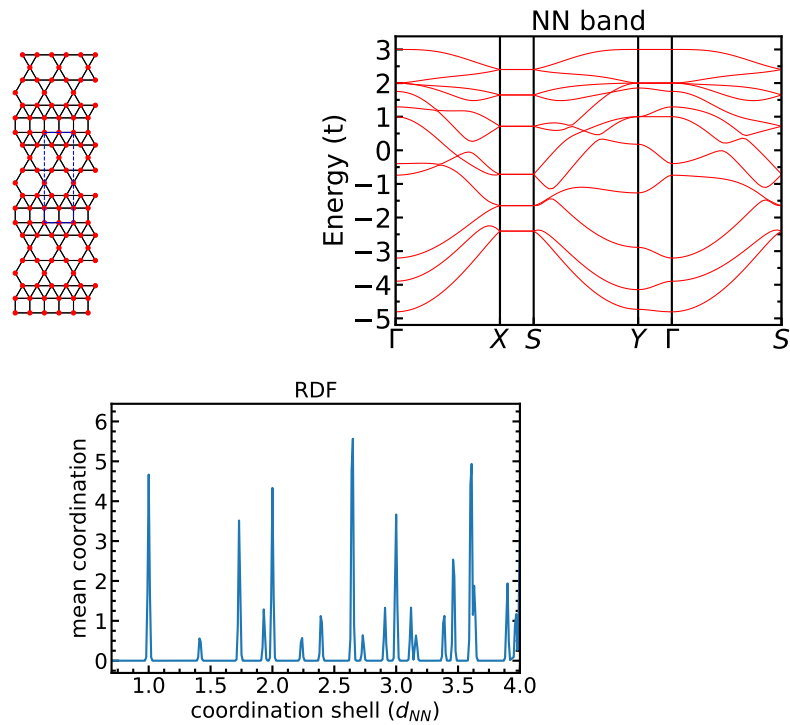 NN band
Energy (t)
3
2
1
0
−1
−2
−3
−4
−5
Γ X S Y Γ S
RDF
mean coordination
6
5
4
3
2
1
0
1.0 1.5 2.0 2.5 3.0 3.5 4.0
coordination shell (d_{NN})